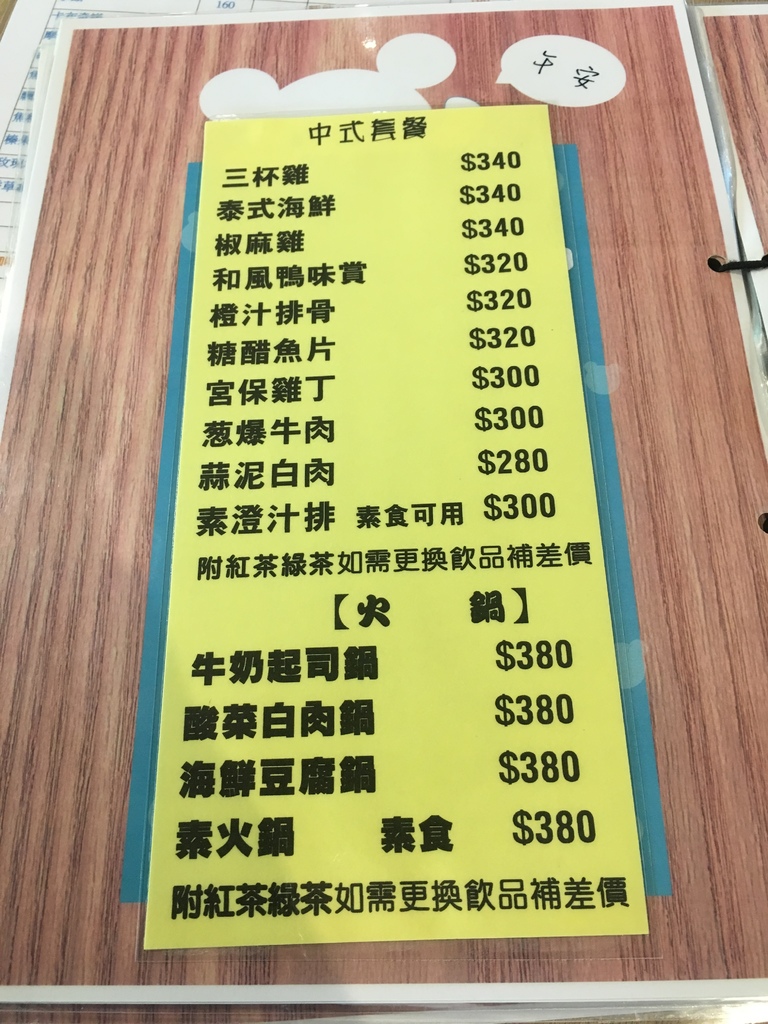 160
午安
中式套餐
三杯雞 $340
泰式海鮮 $340
椒麻雞 $340
和風鴨味賞 $320
橙汁排骨 $320
糖醋魚片 $320
宮保雞丁 $300
葱爆牛肉 $300
蒜泥白肉 $280
素澄汁排 素食可用 $300
附紅茶綠茶如需更換飲品補差價
【火 鍋】
牛奶起司鍋 $380
酸菜白肉鍋 $380
海鮮豆腐鍋 $380
素火鍋 素食 $380
附紅茶綠茶如需更換飲品補差價